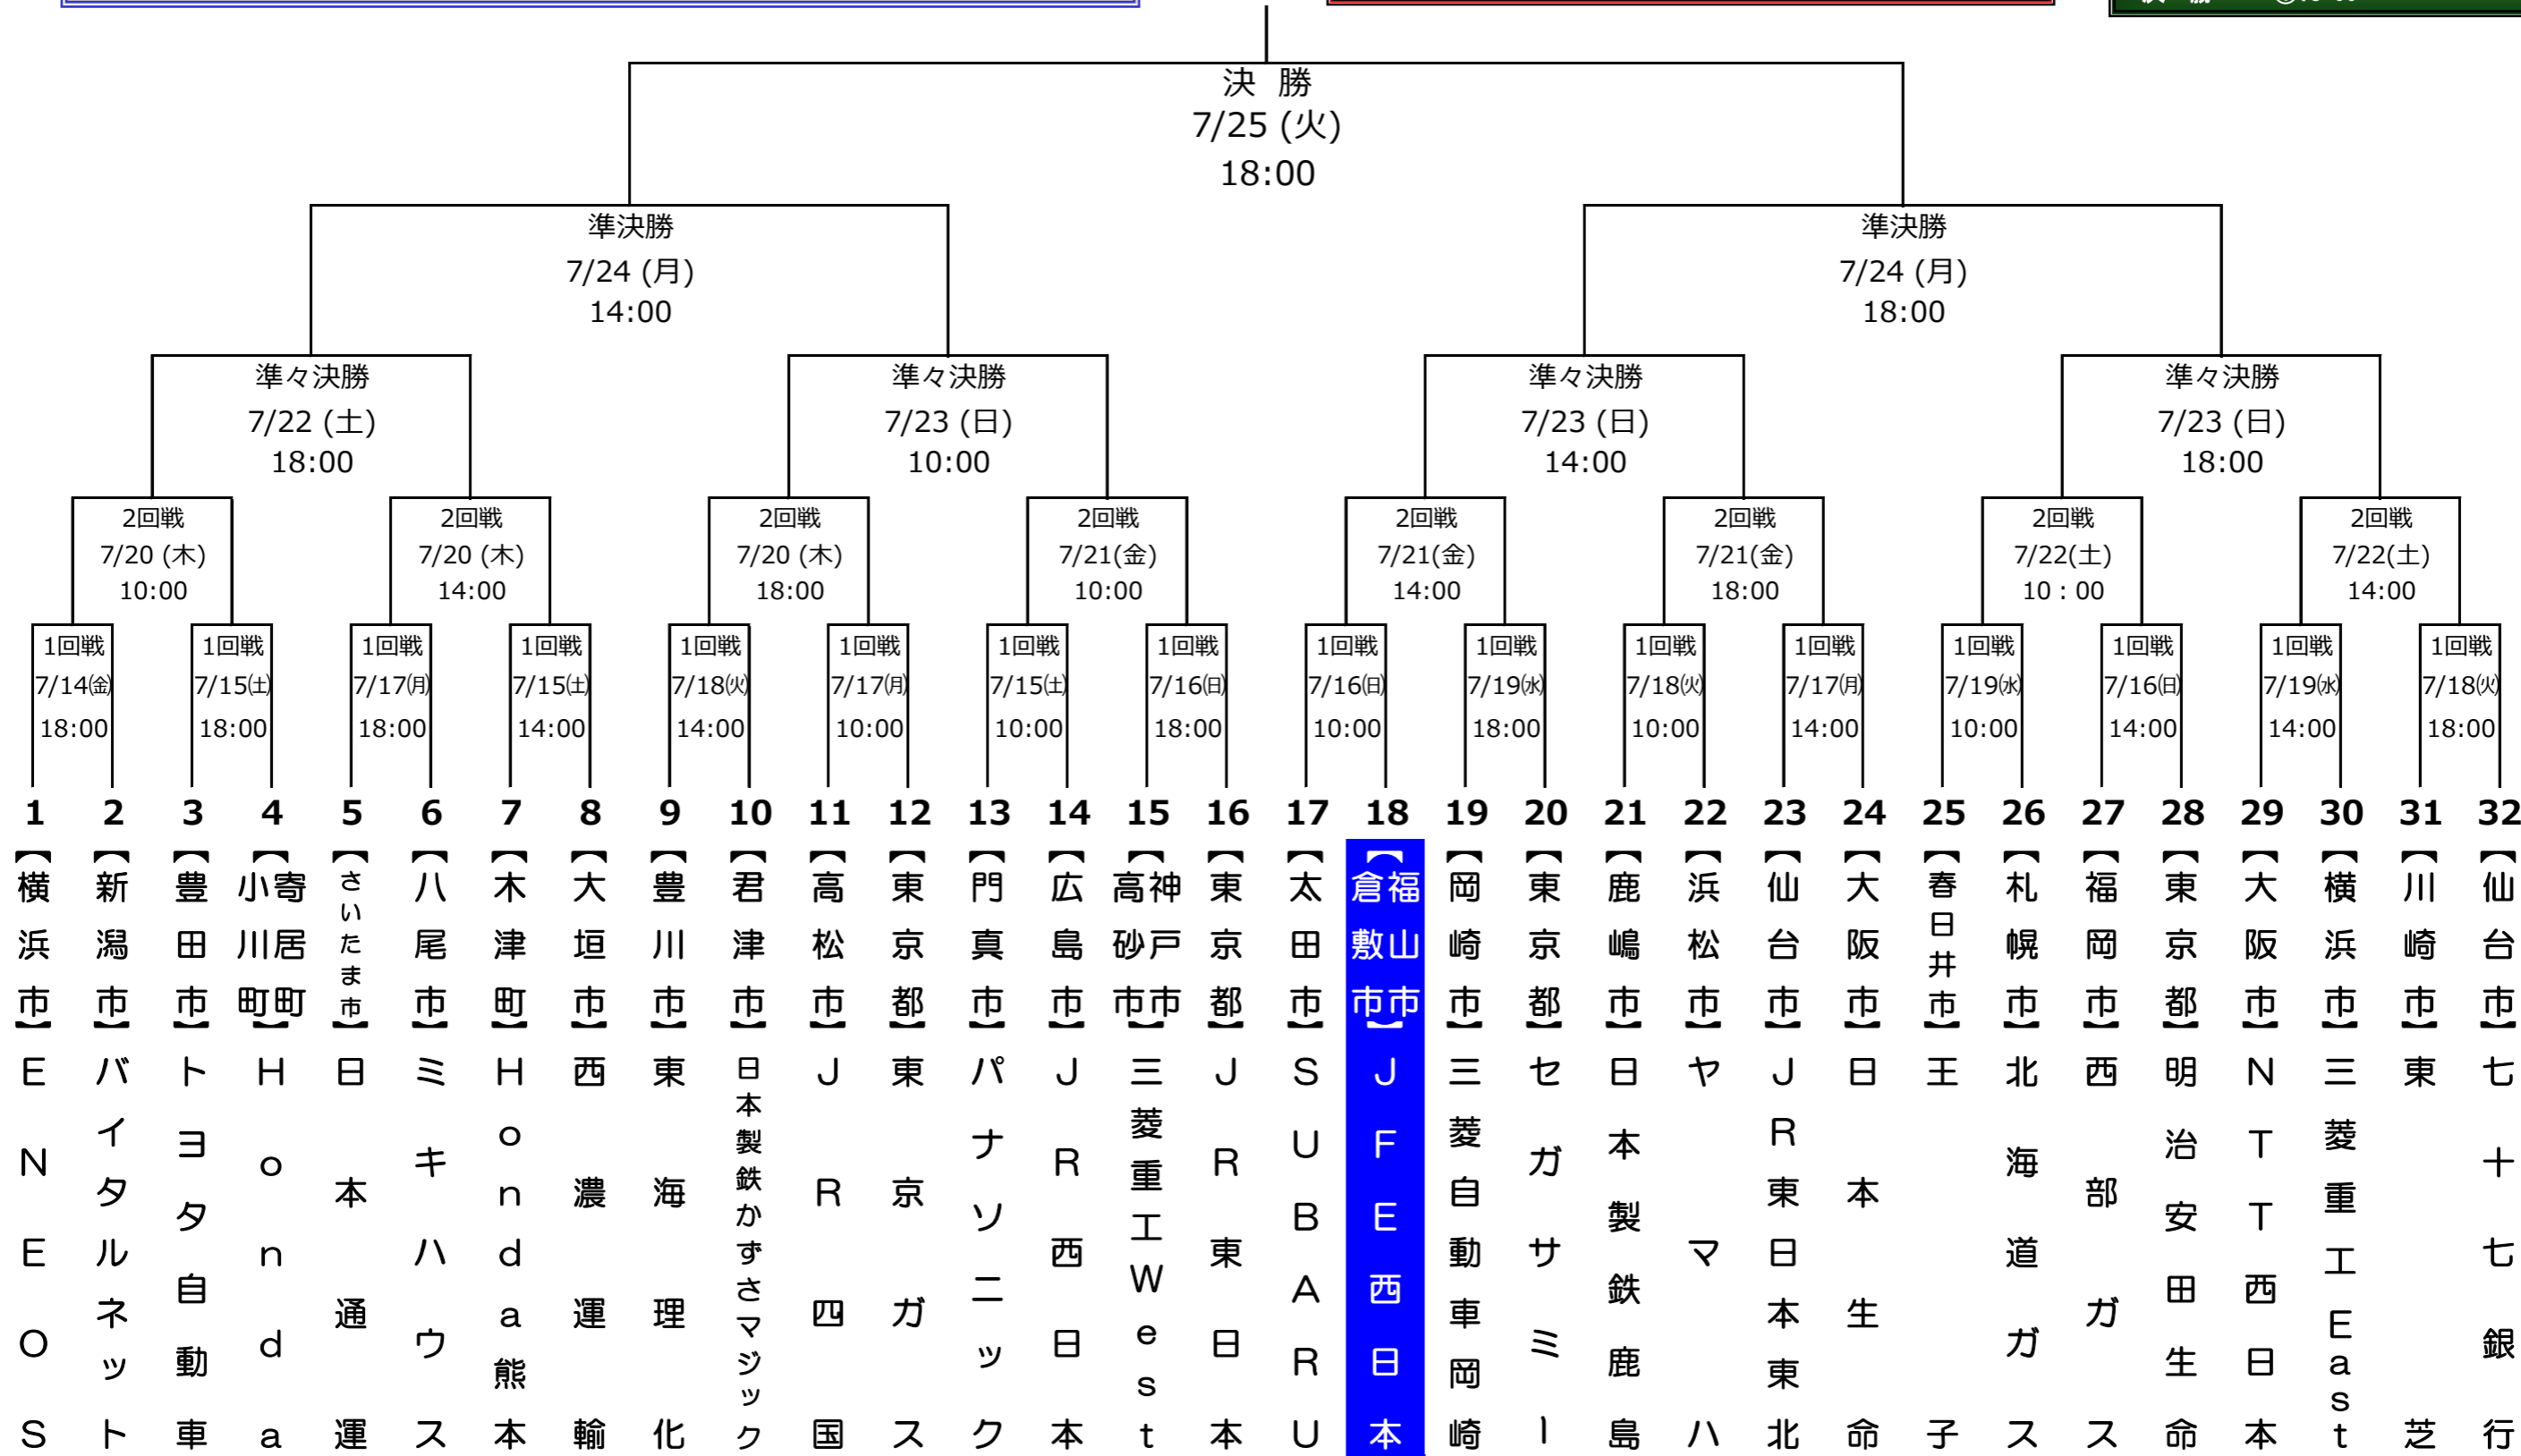 決 勝
7/25 (火)
18:00
準決勝
7/24 (月)
14:00
準決勝
7/24 (月)
18:00
準々決勝
7/22 (土)
18:00
準々決勝
7/23 (日)
10:00
準々決勝
7/23 (日)
14:00
準々決勝
7/23 (日)
18:00
2回戦
7/20 (木)
10:00
2回戦
7/20 (木)
14:00
2回戦
7/20 (木)
18:00
2回戦
7/21(金)
10:00
2回戦
7/21(金)
14:00
2回戦
7/21(金)
18:00
2回戦
7/22(土)
10：00
2回戦
7/22(土)
14:00
1回戦
7/14㈮
18:00
1回戦
7/15㈯
18:00
1回戦
7/17㈪
18:00
1回戦
7/15㈯
14:00
1回戦
7/18㈫
14:00
1回戦
7/17㈪
10:00
1回戦
7/15㈯
10:00
1回戦
7/16㈰
18:00
1回戦
7/16㈰
10:00
1回戦
7/19㈬
18:00
1回戦
7/18㈫
10:00
1回戦
7/17㈪
14:00
1回戦
7/19㈬
10:00
1回戦
7/16㈰
14:00
1回戦
7/19㈬
14:00
1回戦
7/18㈫
18:00
1
【横浜市】ENEOS
2
【新潟市】バイタルネット
3
【豊田市】トヨタ自動車
4
【寄居町
小川町】Honda
5
【さいたま市】日本通運
6
【八尾市】ミキハウス
7
【木津町】Honda熊本
8
【大垣市】西濃運輸
9
【豊川市】東海理化
10
【君津市】日本製鉄かずさマジック
11
【高松市】JR四国
12
【東京都】東京ガス
13
【門真市】パナソニック
14
【広島市】JR西日本
15
【神戸市
高砂市】三菱重工West
16
【東京都】JR東日本
17
【太田市】SUBARU
18
【福山市
倉敷市】JFE西日本
19
【岡崎市】三菱自動車岡崎
20
【東京都】セガサミー
21
【鹿嶋市】日本製鉄鹿島
22
【浜松市】ヤマハ
23
【仙台市】JR東日本東北
24
【大阪市】日本生命
25
【春日井市】王子
26
【札幌市】北海道ガス
27
【福岡市】西部ガス
28
【東京都】明治安田生命
29
【大阪市】NTT西日本
30
【横浜市】三菱重工East
31
【川崎市】東芝
32
【仙台市】七十七銀行